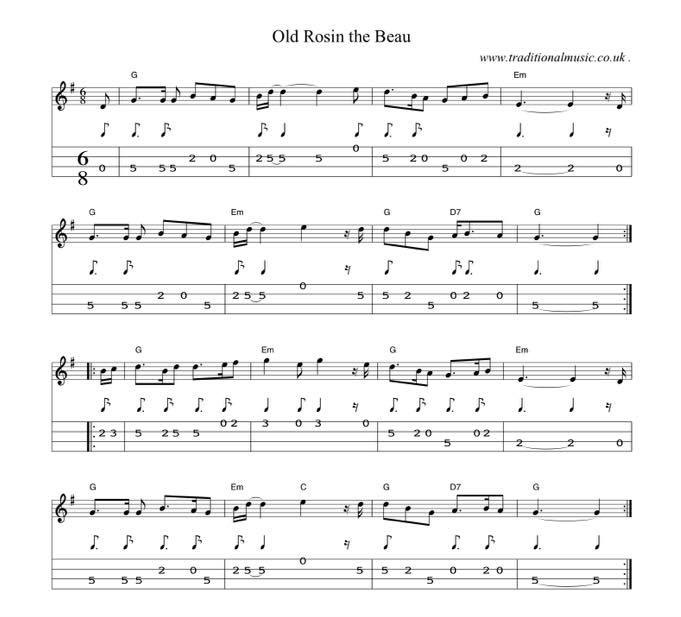 Old Rosin the Beau
www.traditionalmusic.co.uk .
G Em
6 8
6 8
0 5 5 5 2 0 5 2 5 5 5 0 5 2 0 5 0 2 2 2 0
G Em G D7 G
5 5 5 2 0 5 2 5 5 0 5 5 2 5 0 2 0 5 5
G Em G Em
2 3 5 2 5 5 0 2 3 0 3 0 5 2 0 5 0 2 2 2 0
G Em C G D7 G
5 5 5 2 0 5 2 5 5 0 5 5 2 5 0 2 0 5 5